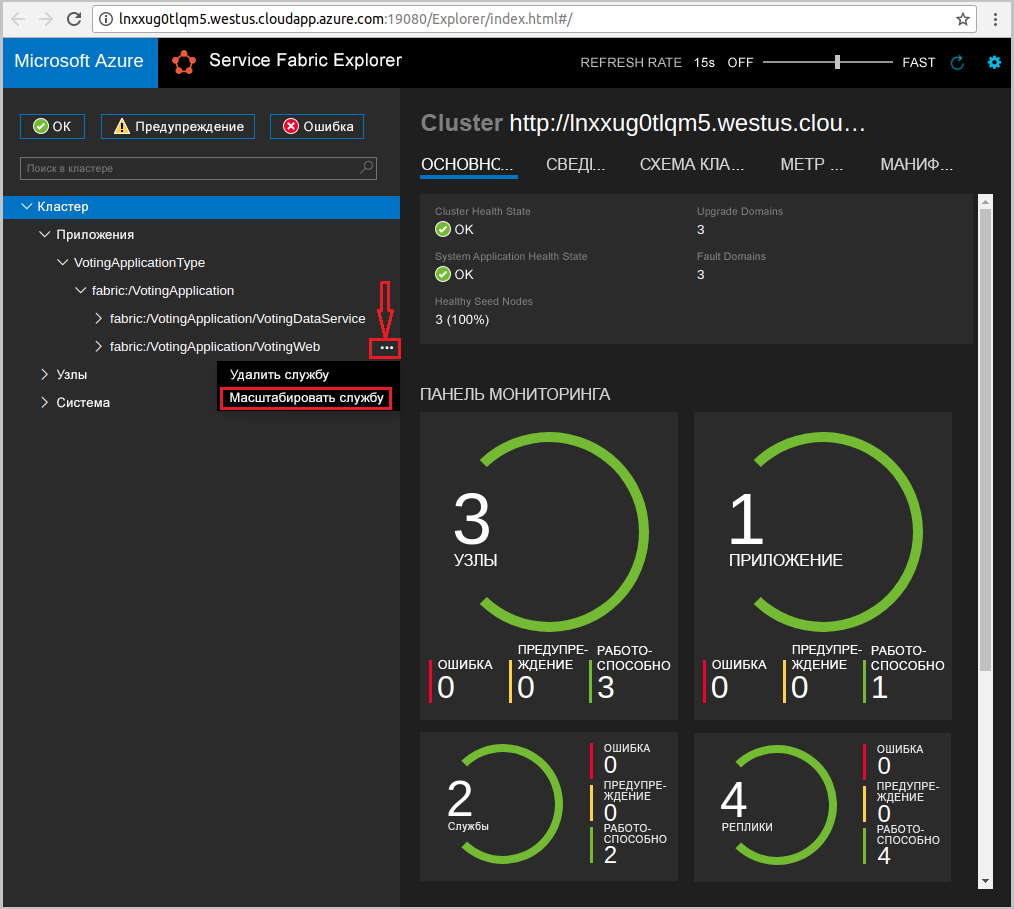 lnxxug0tlqm5.westus.cloudapp.azure.com:19080/Explorer/index.html#/
Microsoft Azure
Service Fabric Explorer
REFRESH RATE 15s OFF FAST
OK
Предупреждение
Ошибка
Поиск в кластере
Кластер
Приложения
VotingApplicationType
fabric:/VotingApplication
fabric:/VotingApplication/VotingDataService
fabric:/VotingApplication/VotingWeb
...
Удалить службу
Масштабировать службу
Узлы
Система
Cluster http://lnxxug0tlqm5.westus.clou…
ОСНОВНС... СВЕДІ... СХЕМА КЛА... МЕТР ... МАНИФ...
Cluster Health State
OK
Upgrade Domains
3
System Application Health State
OK
Fault Domains
3
Healthy Seed Nodes
3 (100%)
ПАНЕЛЬ МОНИТОРИНГА
3
УЗЛЫ
ОШИБКА
0
ПРЕДУПРЕ-
ЖДЕНИЕ
0
РАБОТО-
СПОСОБНО
3
1
ПРИЛОЖЕНИЕ
ОШИБКА
0
ПРЕДУПРЕ-
ЖДЕНИЕ
0
РАБОТО-
СПОСОБНО
1
2
Службы
ОШИБКА
0
ПРЕДУПРЕ-
ЖДЕНИЕ
0
РАБОТО-
СПОСОБНО
2
4
РЕПЛИКИ
ОШИБКА
0
ПРЕДУПРЕ-
ЖДЕНИЕ
0
РАБОТО-
СПОСОБНО
4